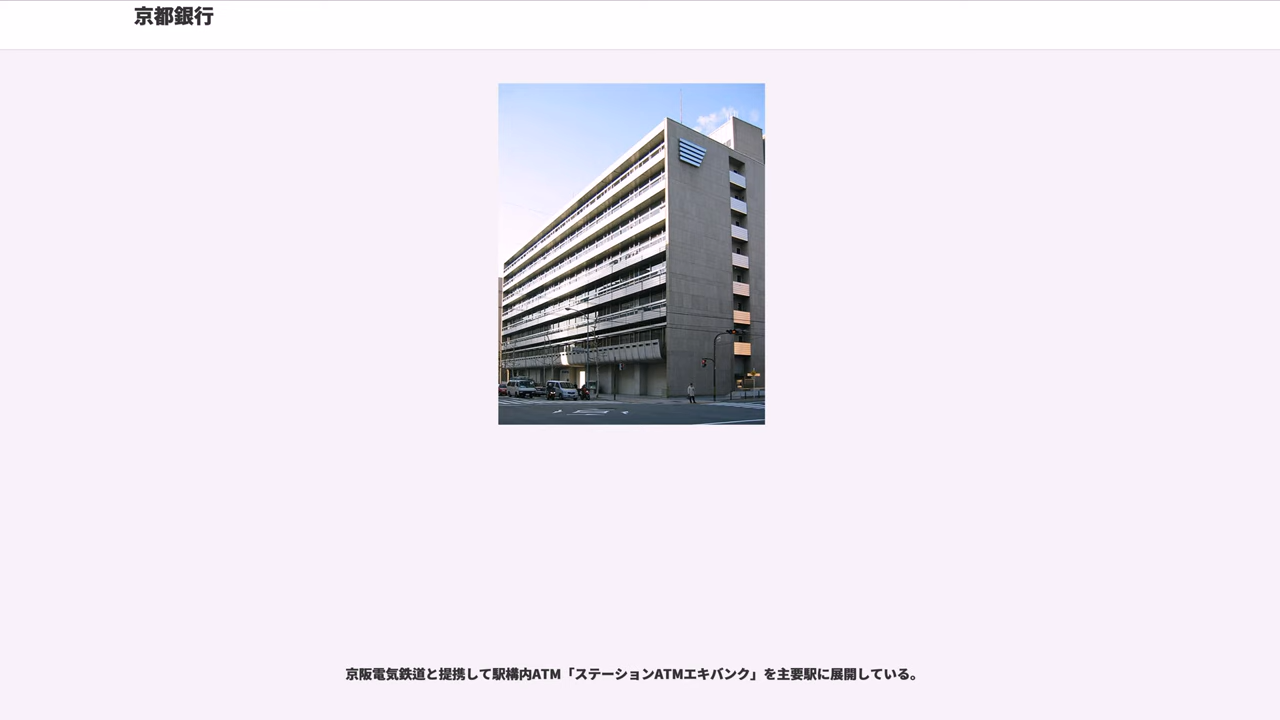 京都銀行
京阪電気鉄道と提携して駅構内ATM「ステーションATMエキバンク」を主要駅に展開している。